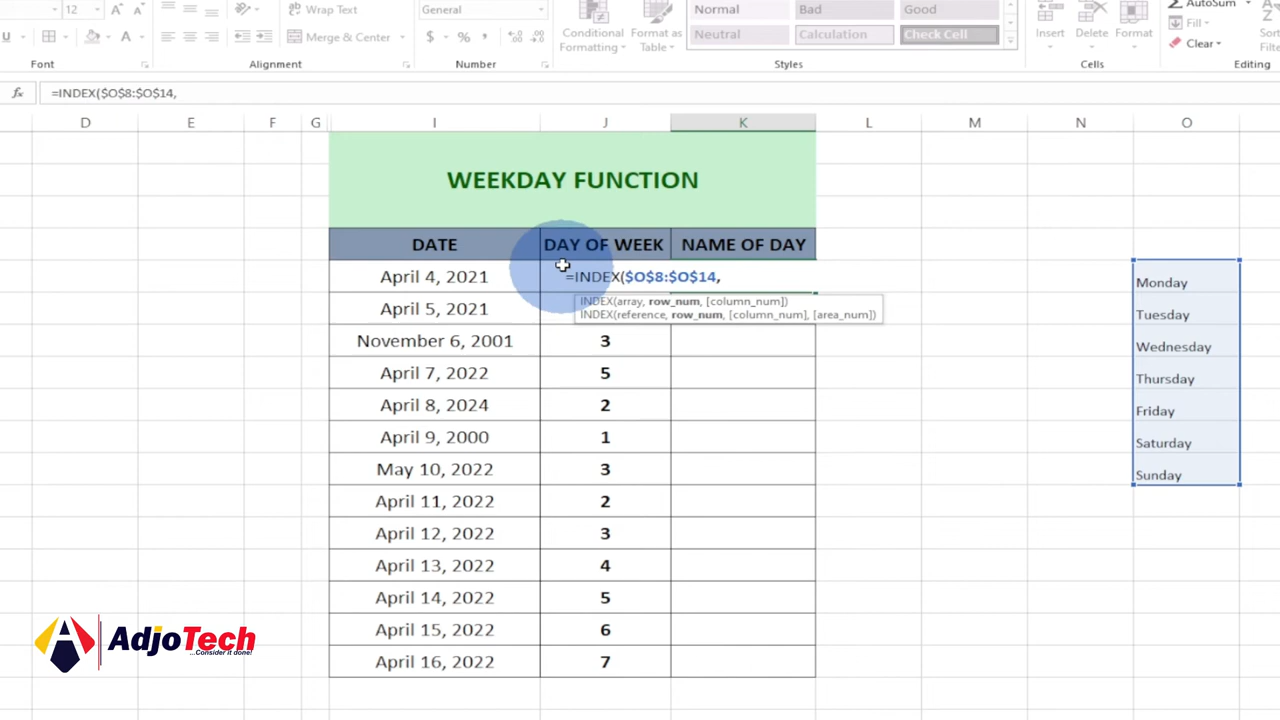 12
General
Wrap Text
Merge & Center
Conditional Formatting
Format as Table
Normal
Bad
Good
Neutral
Calculation
Check Cell
Insert
Delete
Format
AutoSum
Fill
Clear
Font
Alignment
Number
Styles
Cells
Editing
fx =INDEX($O$8:$O$14,
D E F G I J K L M N O
WEEKDAY FUNCTION
DATE DAY OF WEEK NAME OF DAY
April 4, 2021 =INDEX($O$8:$O$14,
INDEX(array, row_num, [column_num])
INDEX(reference, row_num, [column_num], [area_num])
April 5, 2021
November 6, 2001 3
April 7, 2022 5
April 8, 2024 2
April 9, 2000 1
May 10, 2022 3
April 11, 2022 2
April 12, 2022 3
April 13, 2022 4
April 14, 2022 5
April 15, 2022 6
April 16, 2022 7
Monday
Tuesday
Wednesday
Thursday
Friday
Saturday
Sunday
AdjoTech
...Consider it done!